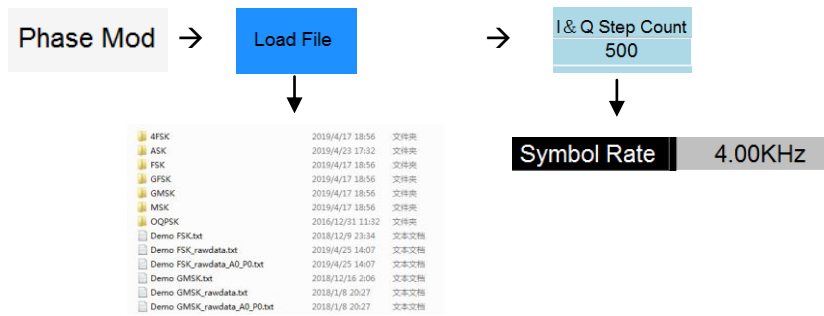 Phase Mod → Load File → I & Q Step Count
500
Symbol Rate 4.00KHz
4FSK 2019/4/17 18:56 文件夹
ASK 2019/4/23 17:32 文件夹
FSK 2019/4/17 18:56 文件夹
GFSK 2019/4/17 18:56 文件夹
GMSK 2019/4/17 18:56 文件夹
MSK 2019/4/17 18:56 文件夹
OQPSK 2016/12/31 11:32 文件夹
Demo FSK.txt 2018/12/9 23:34 文本文档
Demo FSK_rawdata.txt 2019/4/25 14:07 文本文档
Demo FSK_rawdata_A0_P0.txt 2019/4/25 14:07 文本文档
Demo GMSK.txt 2018/12/16 2:06 文本文档
Demo GMSK_rawdata.txt 2018/1/8 20:27 文本文档
Demo GMSK_rawdata_A0_P0.txt 2018/1/8 20:27 文本文档